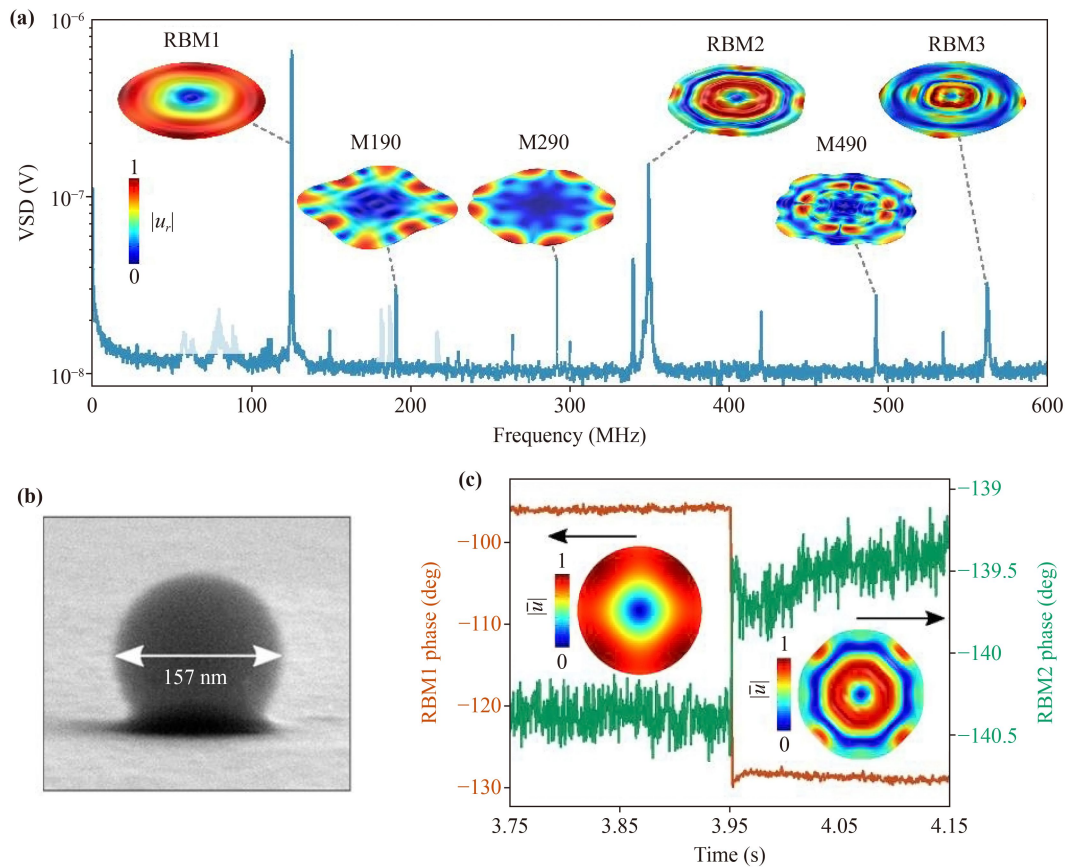 (a)
10⁻⁶
10⁻⁷
10⁻⁸
VSD (V)
RBM1
M190
M290
RBM2
M490
RBM3
1
|uᵣ|
0
0
100
200
300
400
500
600
Frequency (MHz)
(b)
157 nm
(c)
−100
−110
−120
−130
RBM1 phase (deg)
1
|u̅|
0
1
|u̅|
0
−139
−139.5
−140
−140.5
RBM2 phase (deg)
3.75
3.85
3.95
4.05
4.15
Time (s)